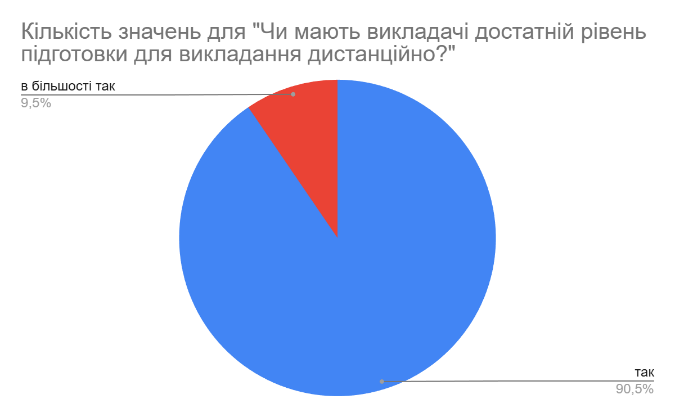 Кількість значень для "Чи мають викладачі достатній рівень
підготовки для викладання дистанційно?"
в більшості так
9,5%
так
90,5%